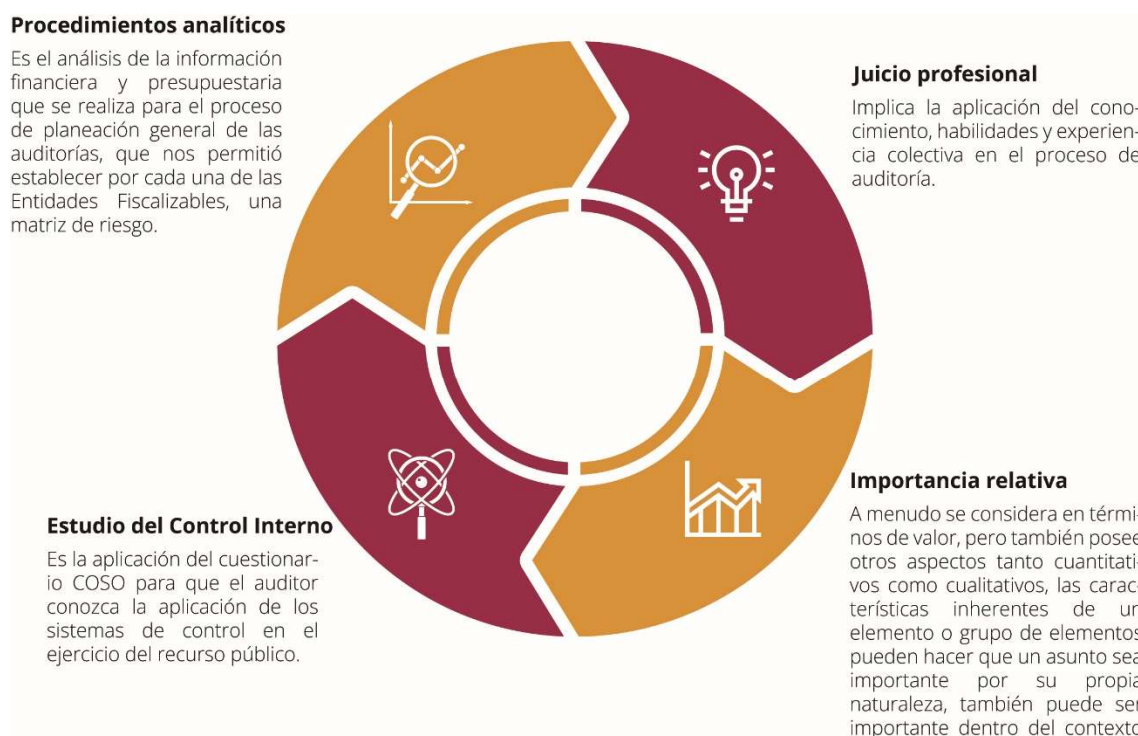 Procedimientos analíticos
Es el análisis de la información
financiera y presupuestaria
que se realiza para el proceso
de planeación general de las
auditorías, que nos permitió
establecer por cada una de las
Entidades Fiscalizables, una
matriz de riesgo.
Juicio profesional
Implica la aplicación del cono-
cimiento, habilidades y experien-
cia colectiva en el proceso de
auditoría.
Estudio del Control Interno
Es la aplicación del cuestionar-
io COSO para que el auditor
conozca la aplicación de los
sistemas de control en el
ejercicio del recurso público.
Importancia relativa
A menudo se considera en térmi-
nos de valor, pero también posee
otros aspectos tanto cuantitati-
vos como cualitativos, las carac-
terísticas inherentes de un
elemento o grupo de elementos
pueden hacer que un asunto sea
importante por su propia
naturaleza, también puede ser
importante dentro del contexto